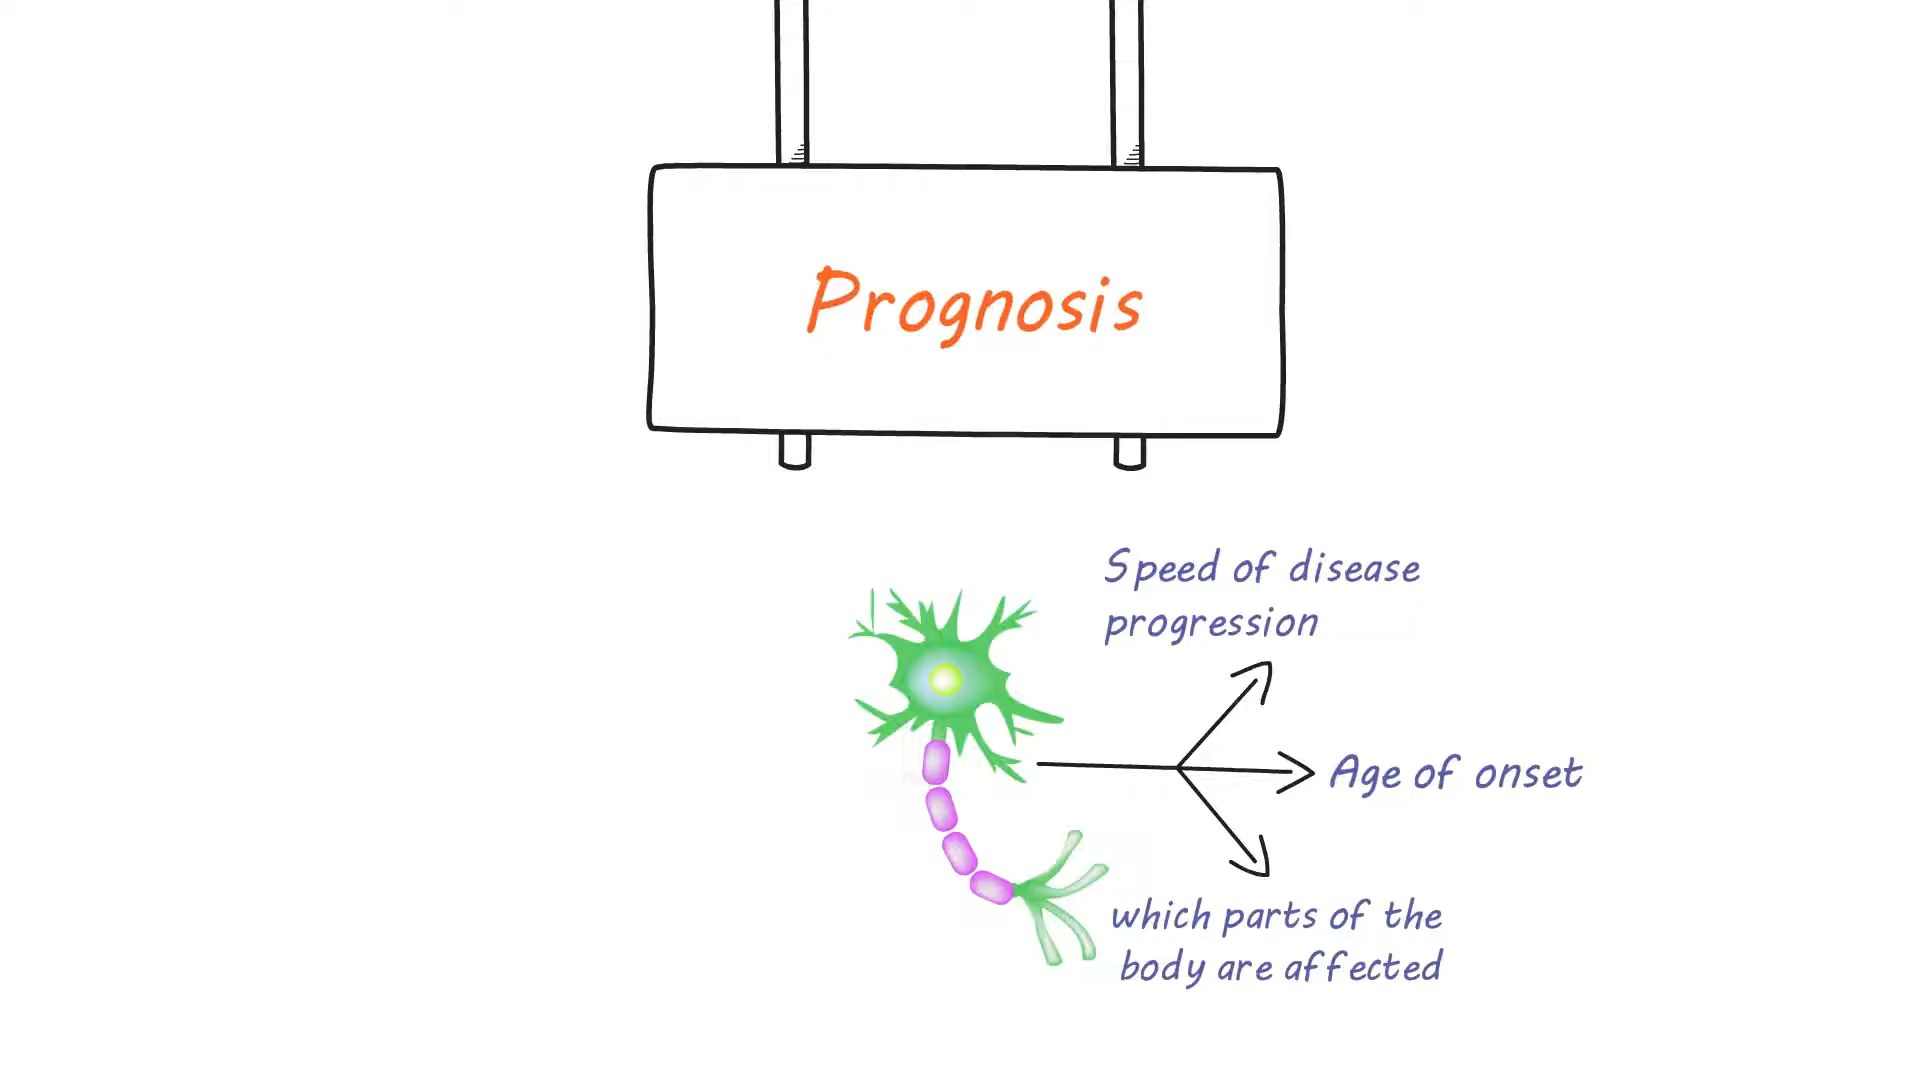 Prognosis
Speed of disease
progression
Age of onset
which parts of the
body are affected